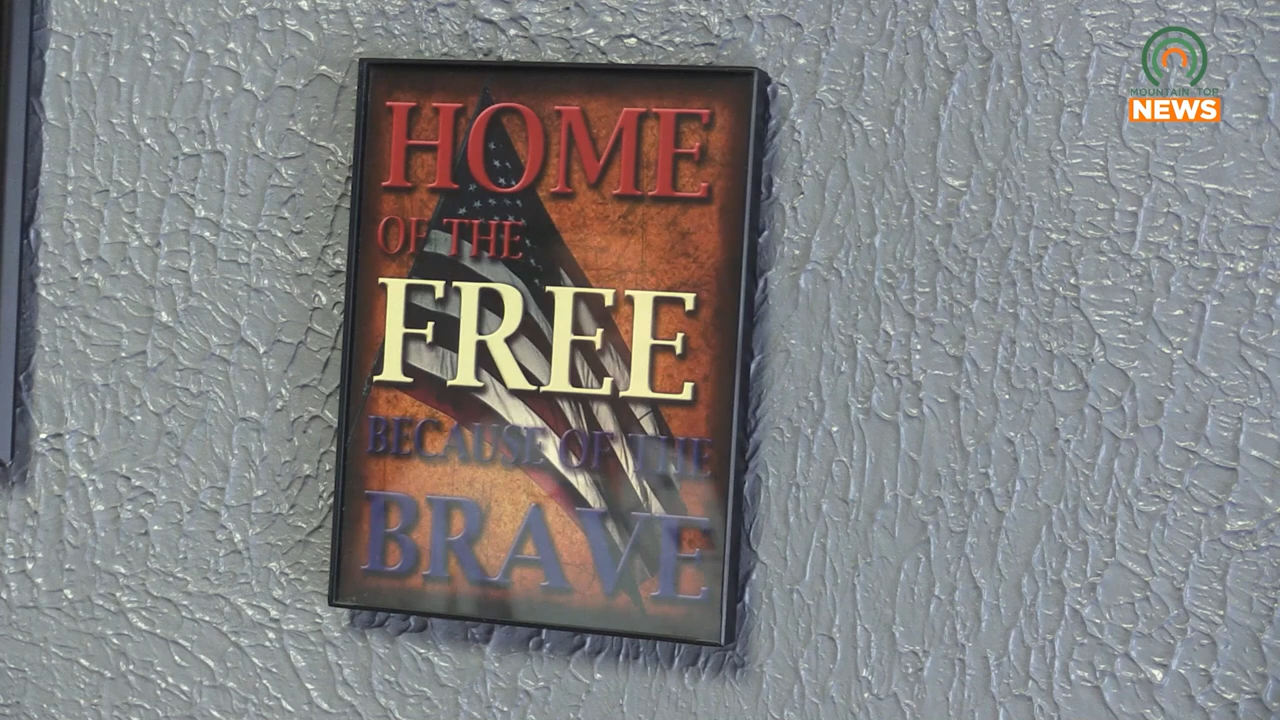 HOME
OF THE
FREE
BECAUSE OF THE
BRAVE
MOUNTAIN TOP
NEWS